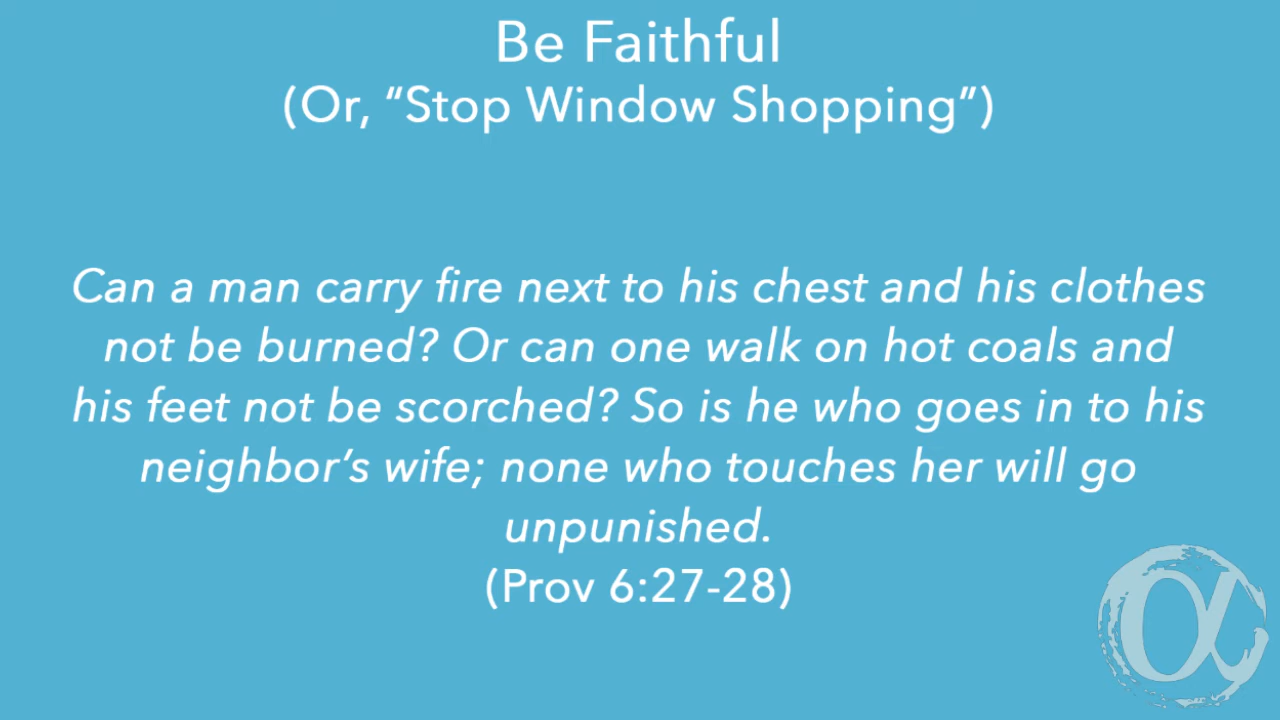 Be Faithful
(Or, “Stop Window Shopping”)
Can a man carry fire next to his chest and his clothes
not be burned? Or can one walk on hot coals and
his feet not be scorched? So is he who goes in to his
neighbor’s wife; none who touches her will go
unpunished.
(Prov 6:27-28)
α